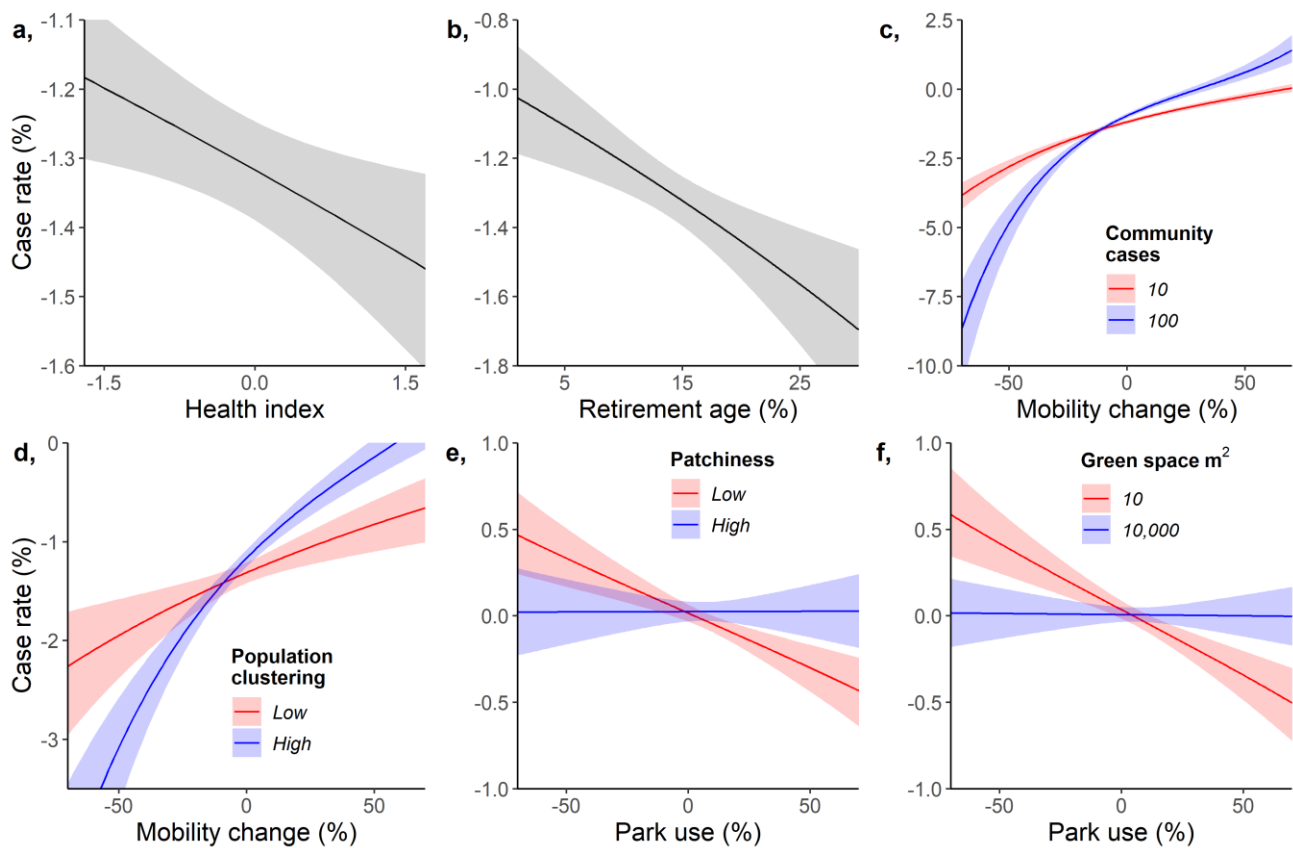 a,
-1.1
-1.2
-1.3
-1.4
-1.5
-1.6
Case rate (%)
-1.5 0.0 1.5
Health index
b,
-0.8
-1.0
-1.2
-1.4
-1.6
-1.8
5 15 25
Retirement age (%)
c,
2.5
0.0
-2.5
-5.0
-7.5
-10.0
Community
cases
10
100
-50 0 50
Mobility change (%)
d,
0
-1
-2
-3
Case rate (%)
Population
clustering
Low
High
-50 0 50
Mobility change (%)
e,
1.0
0.5
0.0
-0.5
-1.0
Patchiness
Low
High
-50 0 50
Park use (%)
f,
1.0
0.5
0.0
-0.5
-1.0
Green space m²
10
10,000
-50 0 50
Park use (%)